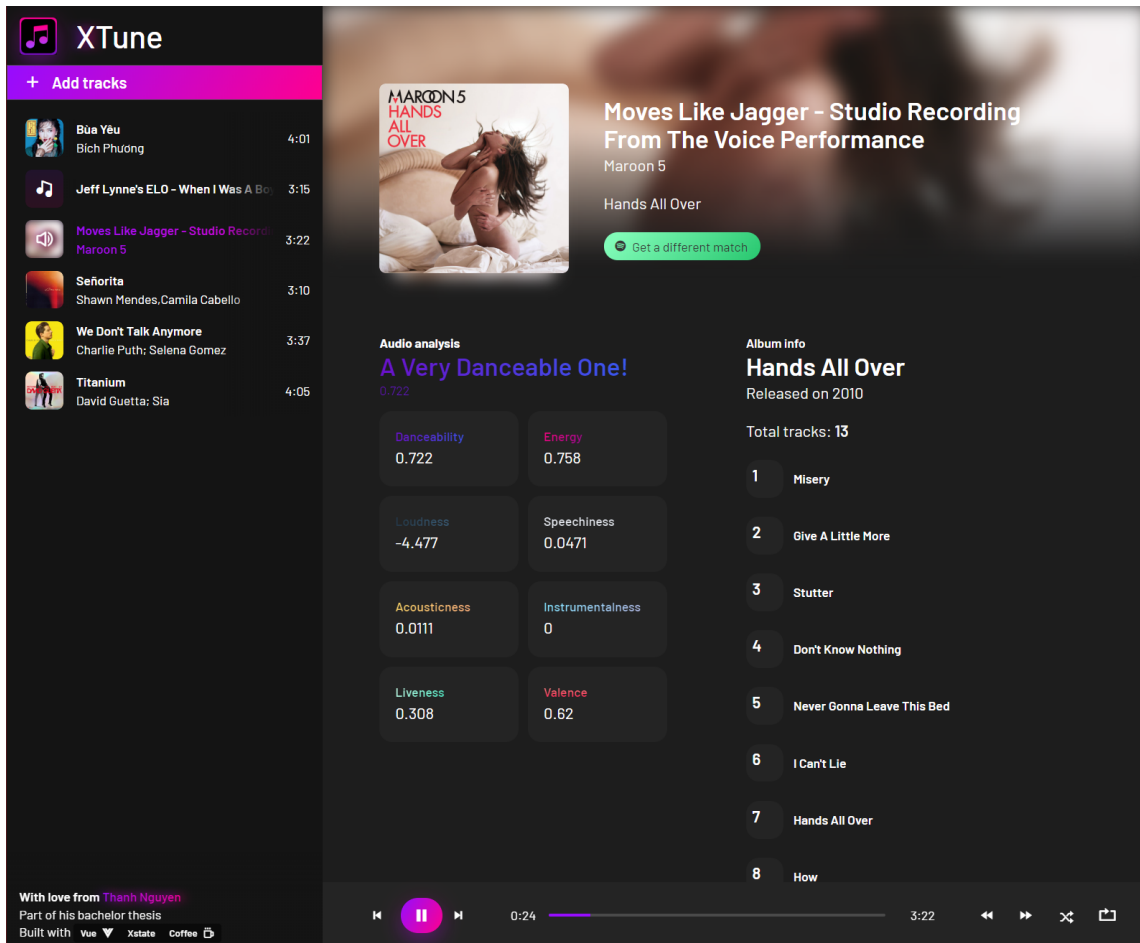 XTune
+ Add tracks
Bùa Yêu
Bích Phương
4:01
Jeff Lynne's ELO - When I Was A Bo
3:15
Moves Like Jagger - Studio Record
Maroon 5
3:22
Señorita
Shawn Mendes,Camila Cabello
3:10
We Don't Talk Anymore
Charlie Puth; Selena Gomez
3:37
Titanium
David Guetta; Sia
4:05
With love from Thanh Nguyen
Part of his bachelor thesis
Built with Vue Xstate Coffee
MAROON 5
HANDS
ALL
OVER
Moves Like Jagger - Studio Recording
From The Voice Performance
Maroon 5
Hands All Over
Get a different match
Audio analysis
A Very Danceable One!
0.722
Danceability
0.722
Energy
0.758
Loudness
-4.477
Speechiness
0.0471
Acousticness
0.0111
Instrumentalness
0
Liveness
0.308
Valence
0.62
Album info
Hands All Over
Released on 2010
Total tracks: 13
1 Misery
2 Give A Little More
3 Stutter
4 Don't Know Nothing
5 Never Gonna Leave This Bed
6 I Can't Lie
7 Hands All Over
8 How
0:24
3:22